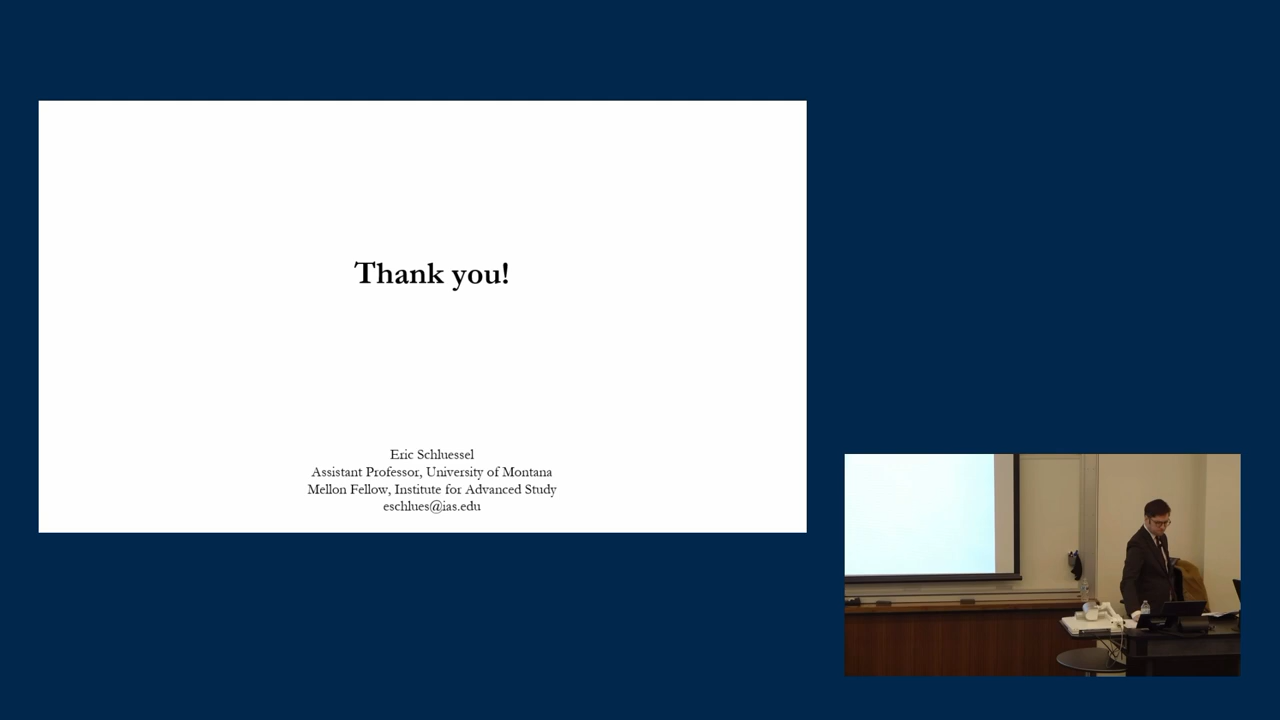 Thank you!
Eric Schluessel
Assistant Professor, University of Montana
Mellon Fellow, Institute for Advanced Study
eschlues@ias.edu